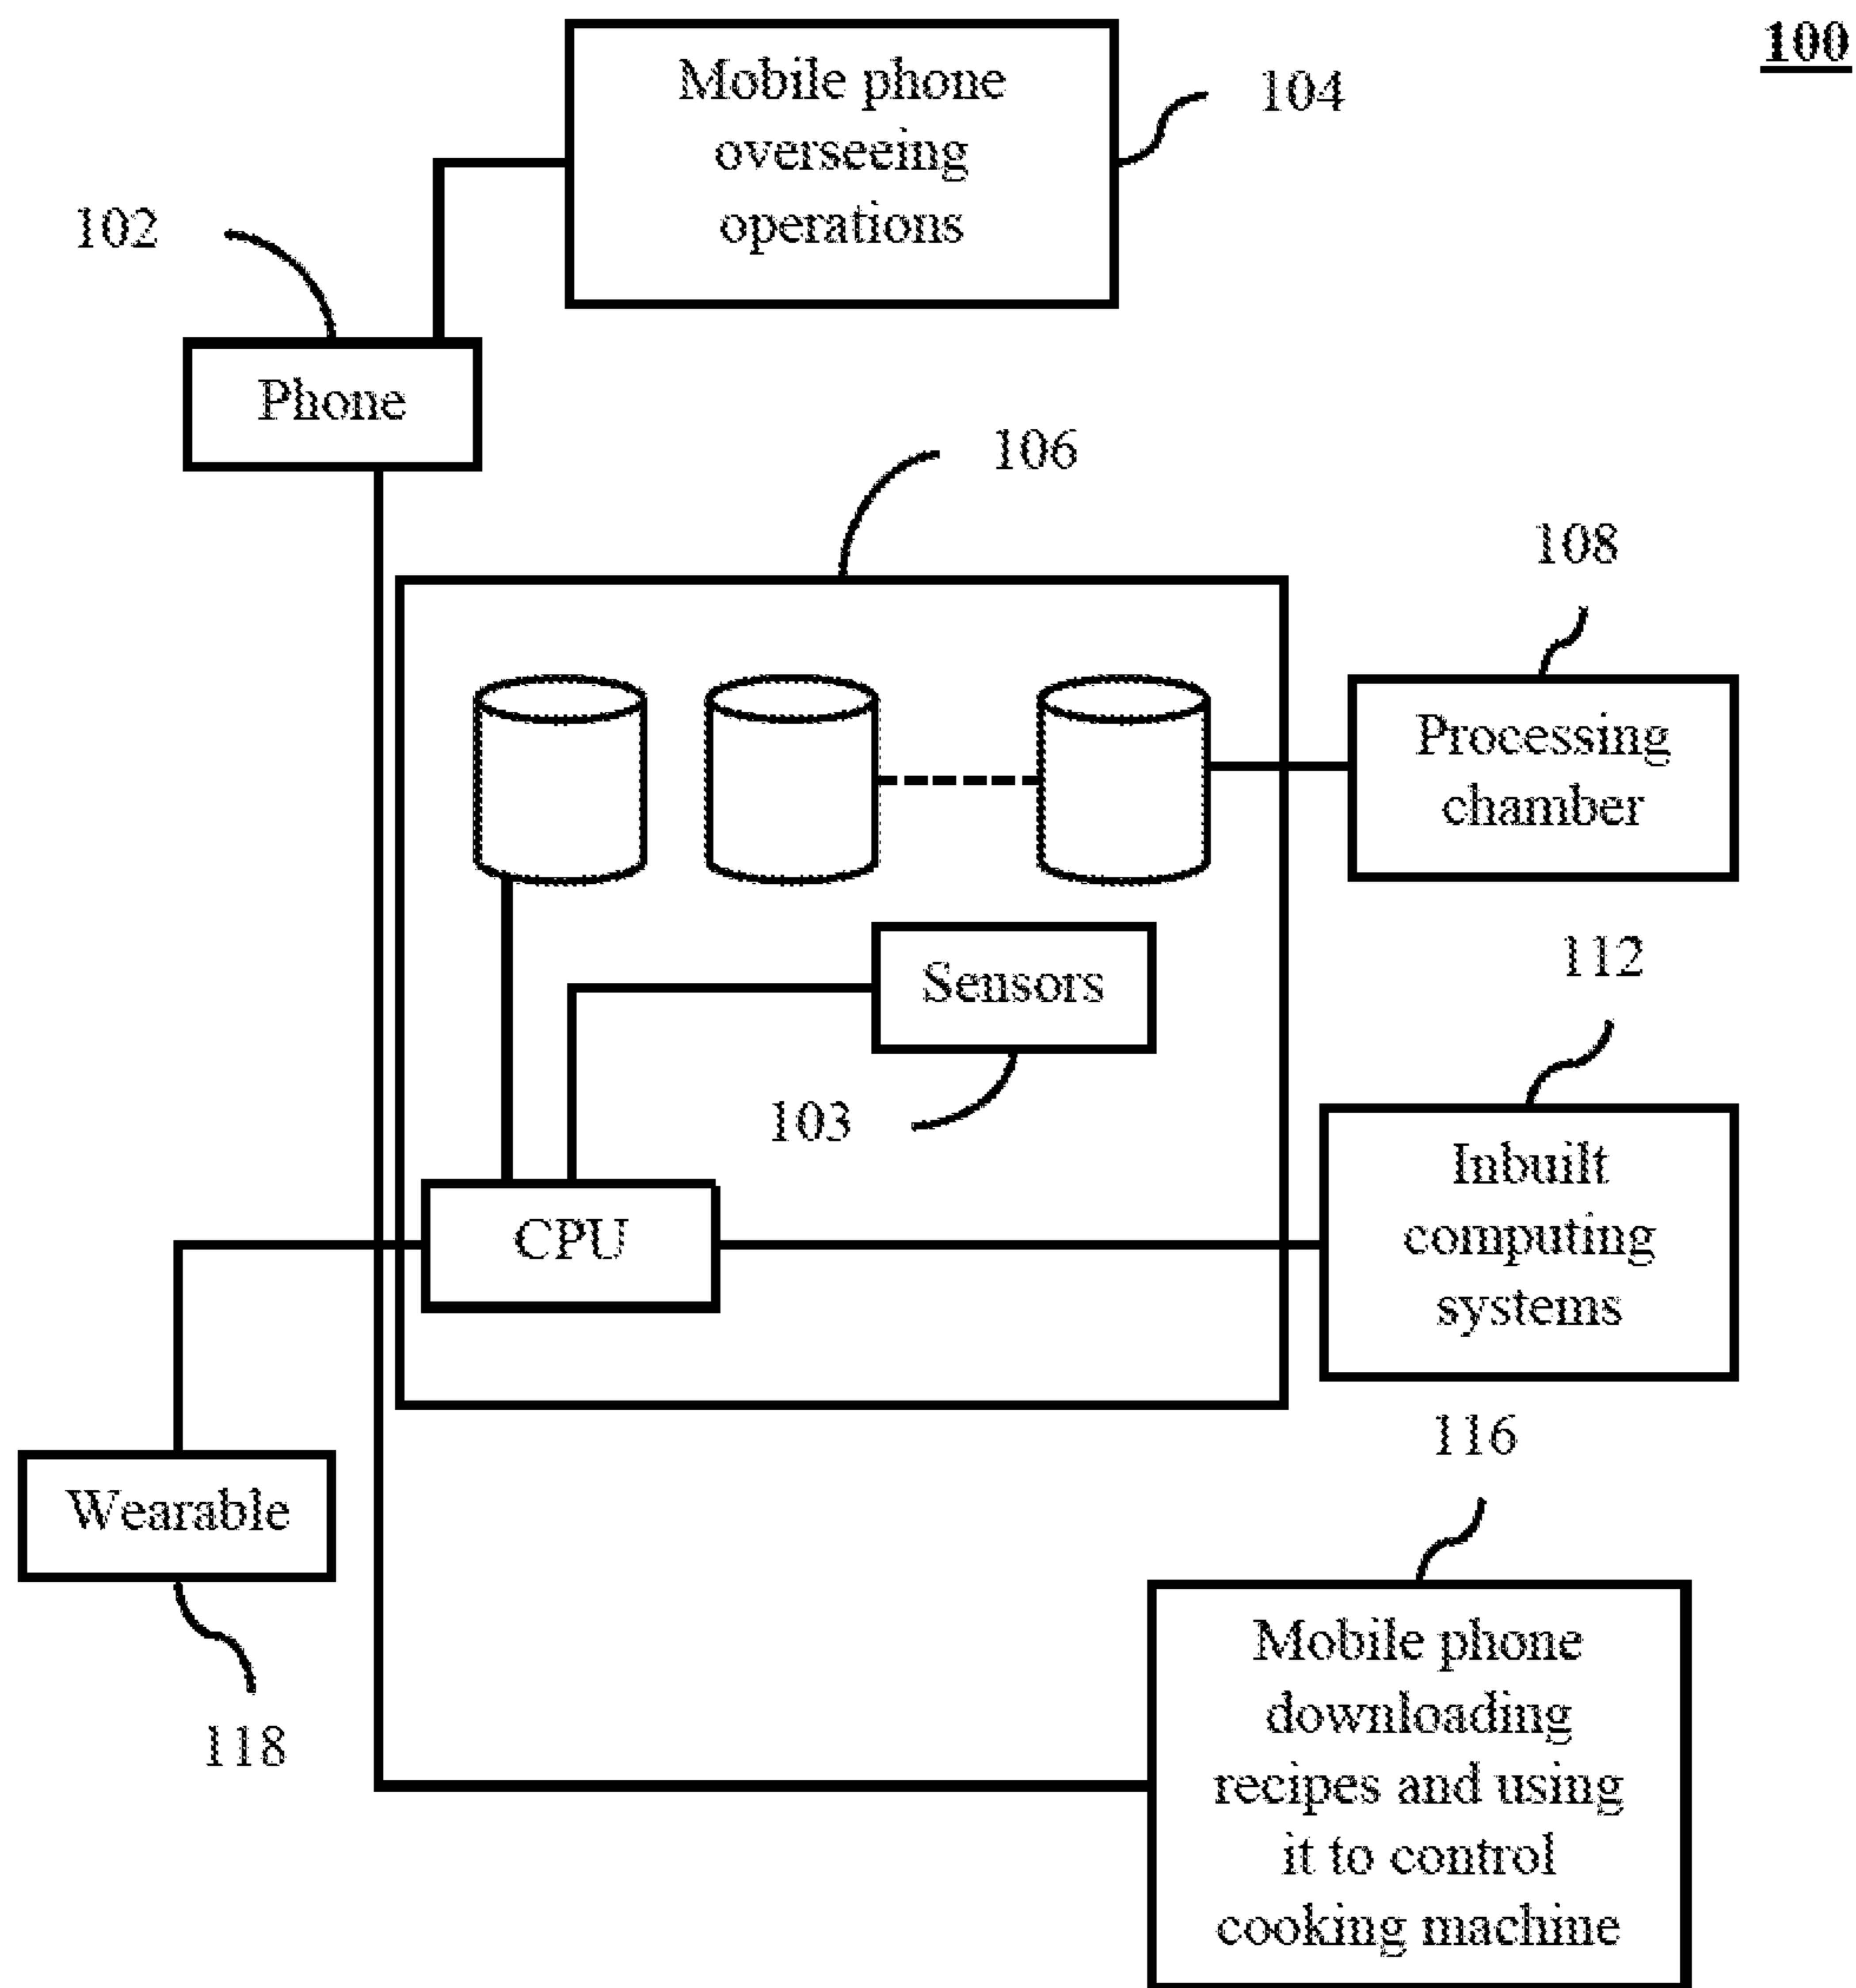 100
Mobile phone
overseeing
operations
104
102
Phone
106
108
Processing
chamber
Sensors
103
112
Inbuilt
computing
systems
CPU
116
Wearable
118
Mobile phone
downloading
recipes and using
it to control
cooking machine